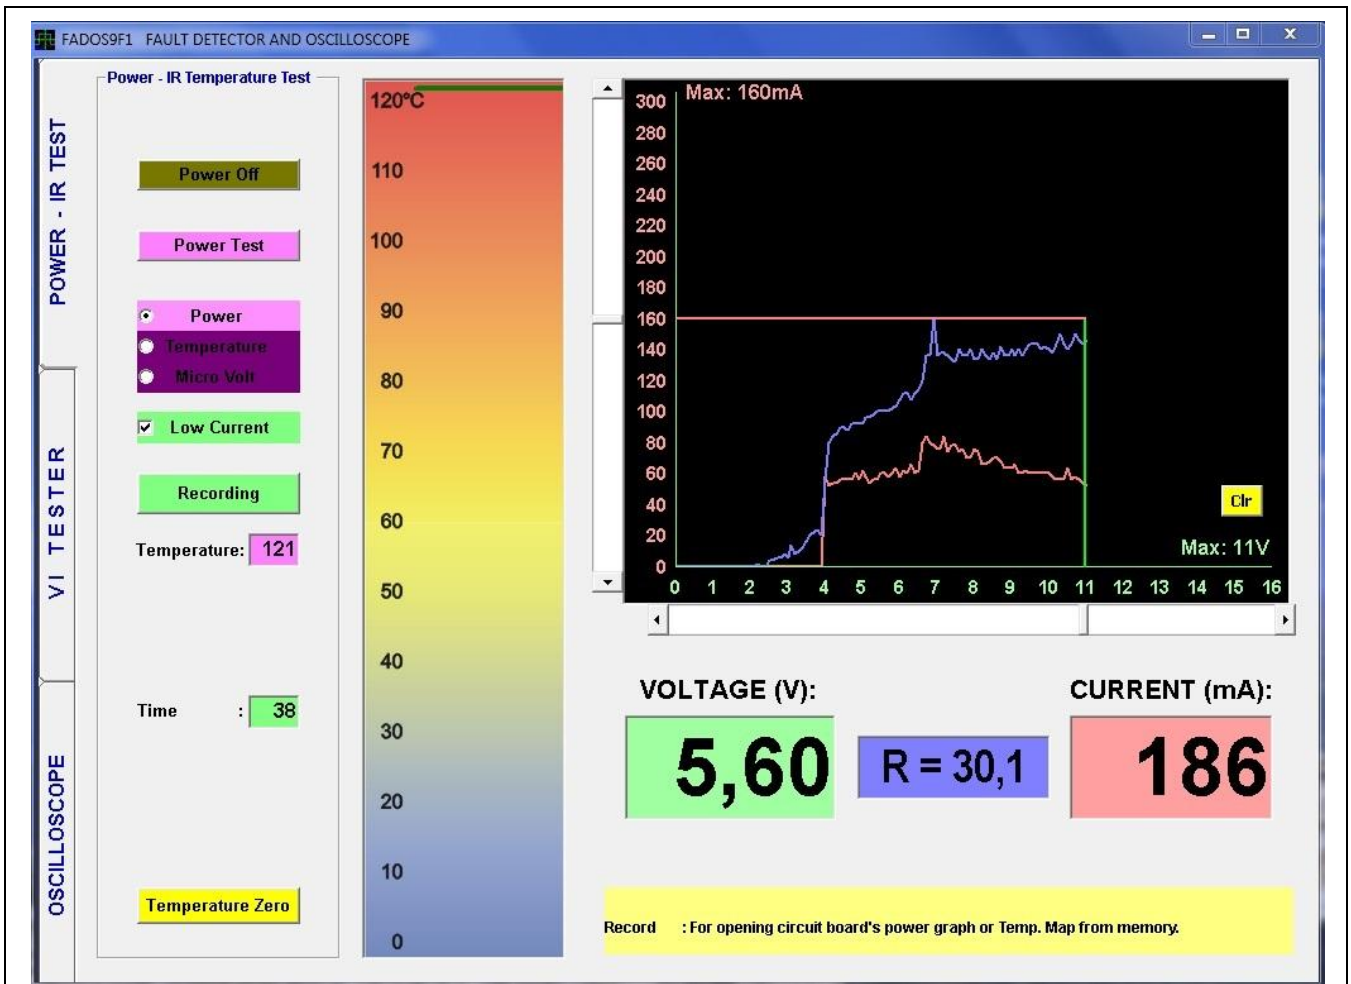 FADOS9F1 FAULT DETECTOR AND OSCILLOSCOPE
POWER - IR TEST
VI TESTER
OSCILLOSCOPE
Power - IR Temperature Test
Power Off
Power Test
Power
Temperature
Micro Volt
Low Current
Recording
Temperature: 121
Time : 38
Temperature Zero
120°C
110
100
90
80
70
60
50
40
30
20
10
0
Max: 160mA
300
280
260
240
220
200
180
160
140
120
100
80
60
40
20
0
Clr
Max: 11V
0 1 2 3 4 5 6 7 8 9 10 11 12 13 14 15 16
VOLTAGE (V): CURRENT (mA):
5,60 R = 30,1 186
Record : For opening circuit board's power graph or Temp. Map from memory.